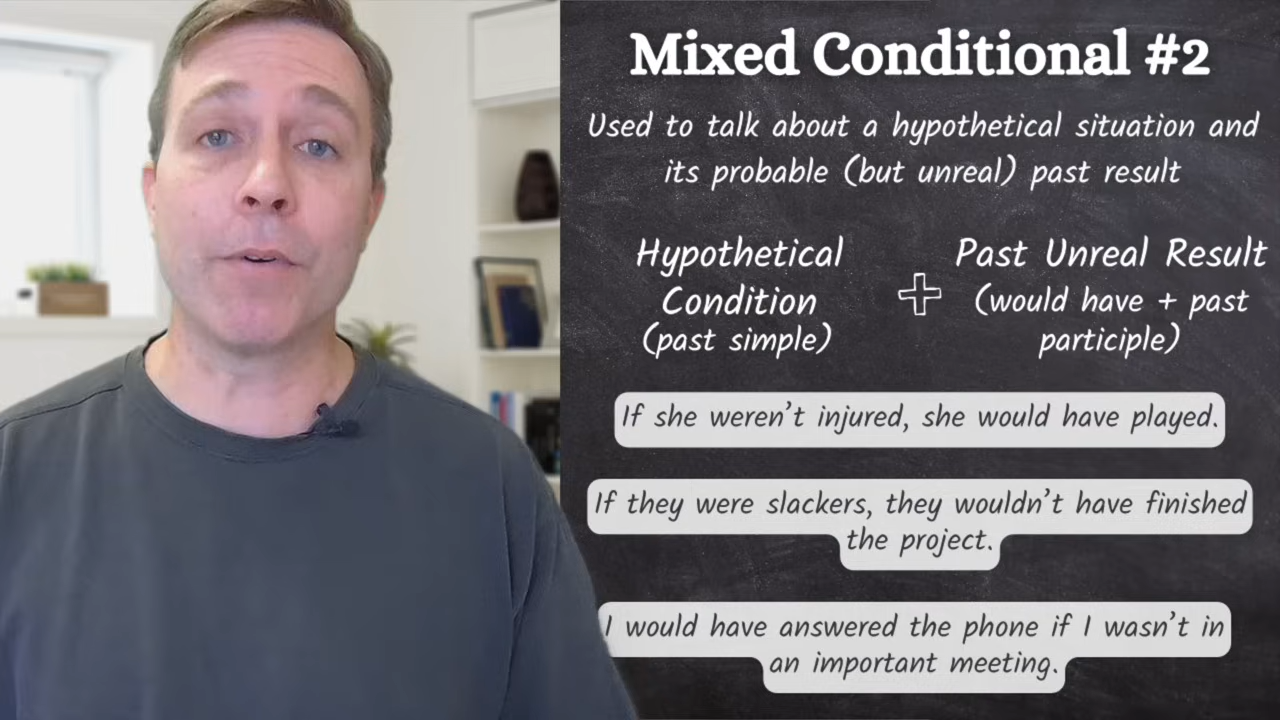 Mixed Conditional #2
Used to talk about a hypothetical situation and
its probable (but unreal) past result
Hypothetical
Condition
(past simple)
+
Past Unreal Result
(would have + past
participle)
If she weren't injured, she would have played.
If they were slackers, they wouldn't have finished
the project.
I would have answered the phone if I wasn't in
an important meeting.